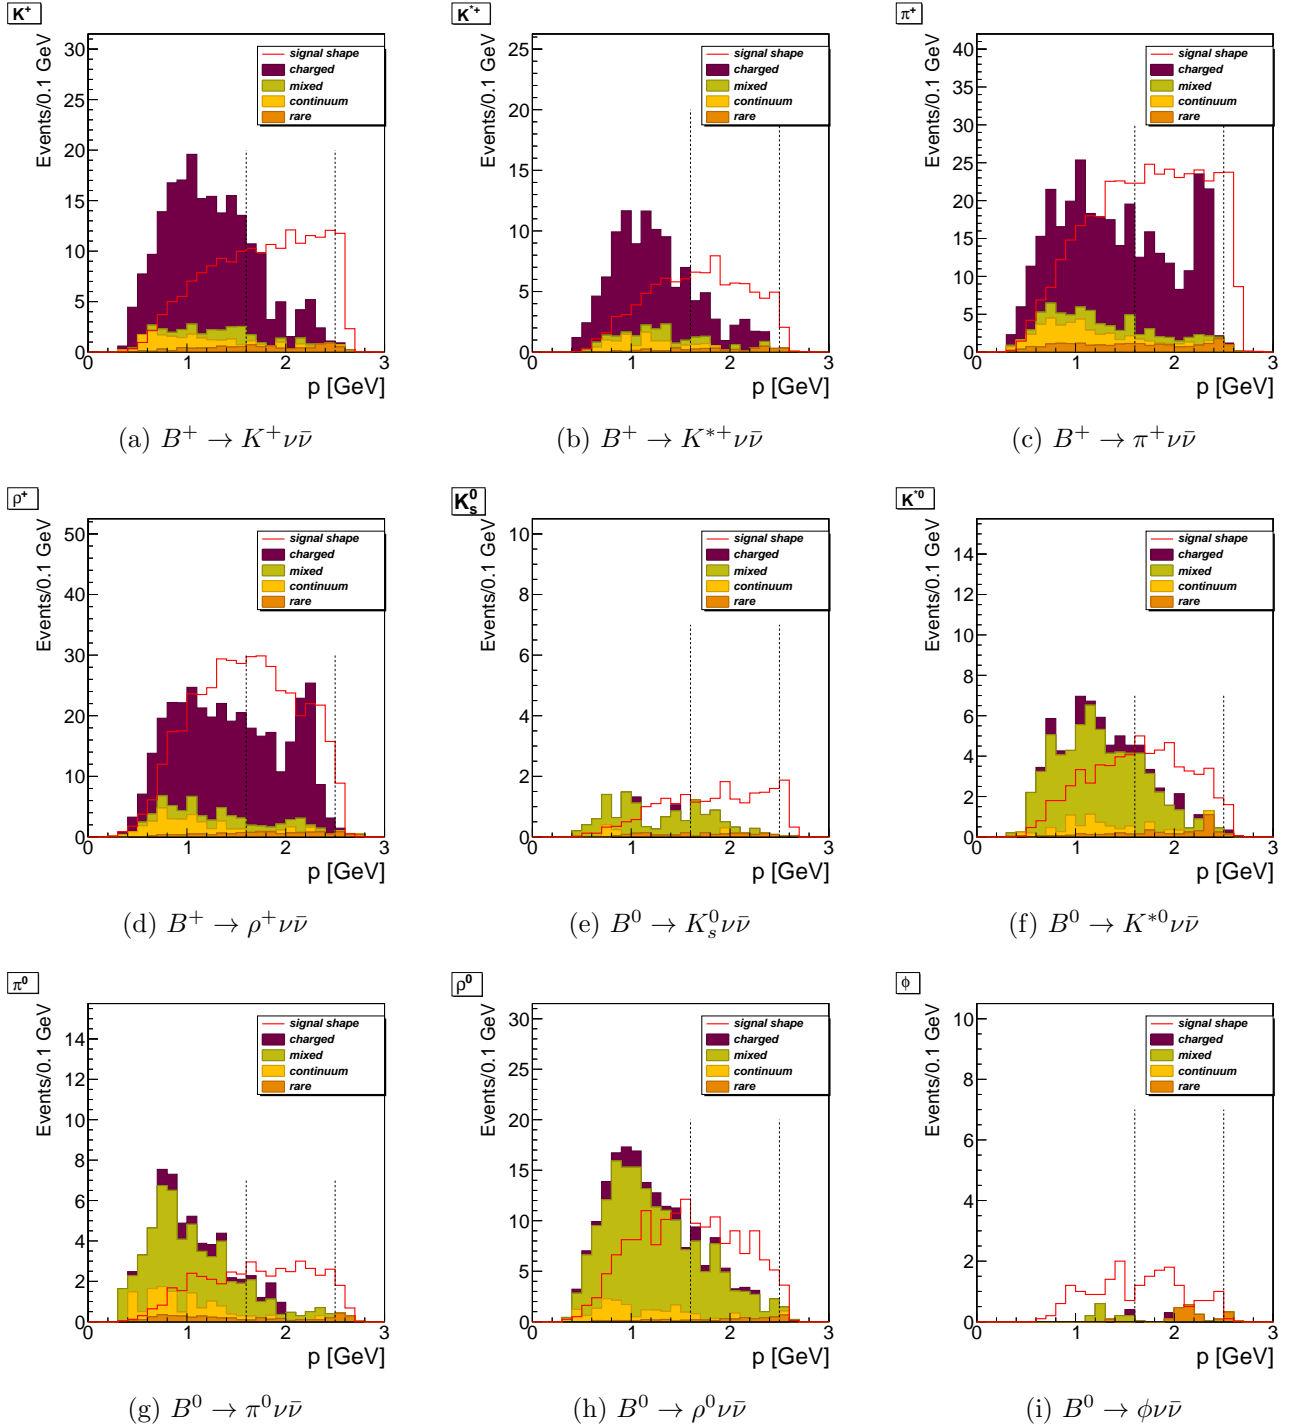 K⁺
Events/0.1 GeV
30
25
20
15
10
5
0
signal shape
charged
mixed
continuum
rare
0 1 2 3
p [GeV]
(a) B⁺ → K⁺νν̄
K*⁺
Events/0.1 GeV
25
20
15
10
5
0
signal shape
charged
mixed
continuum
rare
0 1 2 3
p [GeV]
(b) B⁺ → K*⁺νν̄
π⁺
Events/0.1 GeV
40
35
30
25
20
15
10
5
0
signal shape
charged
mixed
continuum
rare
0 1 2 3
p [GeV]
(c) B⁺ → π⁺νν̄
ρ⁺
Events/0.1 GeV
50
40
30
20
10
0
signal shape
charged
mixed
continuum
rare
0 1 2 3
p [GeV]
(d) B⁺ → ρ⁺νν̄
K⁰ₛ
Events/0.1 GeV
10
8
6
4
2
0
signal shape
charged
mixed
continuum
rare
0 1 2 3
p [GeV]
(e) B⁰ → K⁰ₛνν̄
K*⁰
Events/0.1 GeV
14
12
10
8
6
4
2
0
signal shape
charged
mixed
continuum
rare
0 1 2 3
p [GeV]
(f) B⁰ → K*⁰νν̄
π⁰
Events/0.1 GeV
14
12
10
8
6
4
2
0
signal shape
charged
mixed
continuum
rare
0 1 2 3
p [GeV]
(g) B⁰ → π⁰νν̄
ρ⁰
Events/0.1 GeV
30
25
20
15
10
5
0
signal shape
charged
mixed
continuum
rare
0 1 2 3
p [GeV]
(h) B⁰ → ρ⁰νν̄
ϕ
Events/0.1 GeV
10
8
6
4
2
0
signal shape
charged
mixed
continuum
rare
0 1 2 3
p [GeV]
(i) B⁰ → ϕνν̄